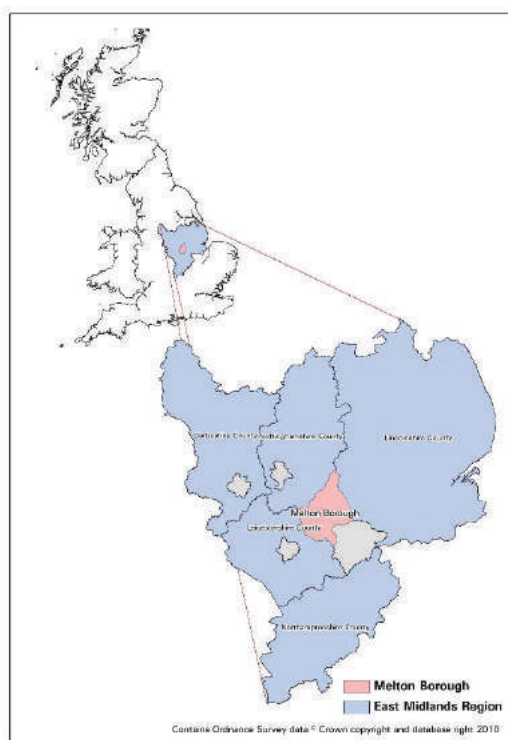 Derbyshire County
Nottinghamshire County
Lincolnshire County
Melton Borough
Leicestershire County
Northamptonshire County
Melton Borough
East Midlands Region
Contains Ordnance Survey data © Crown copyright and database right 2010